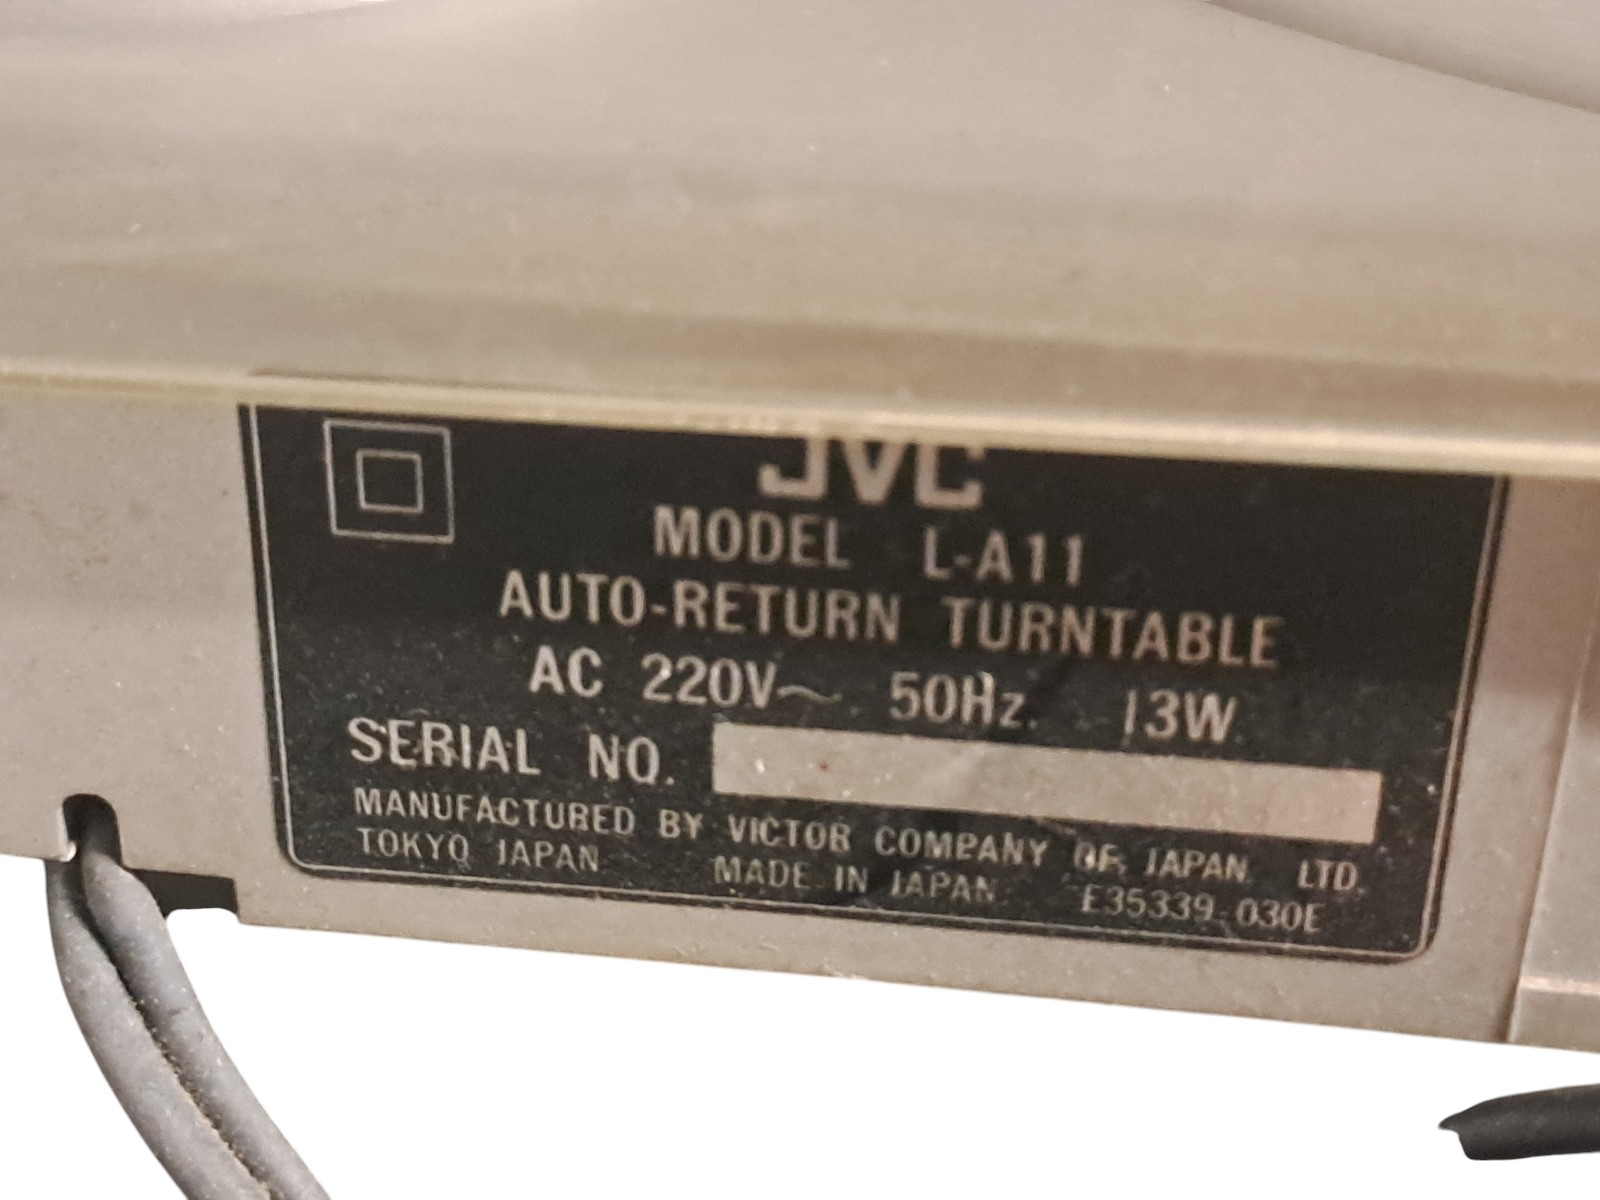 JVC
MODEL L-A11
AUTO-RETURN TURNTABLE
AC 220V~ 50Hz. 13W
SERIAL NO.
MANUFACTURED BY VICTOR COMPANY OF JAPAN. LTD.
TOKYO JAPAN MADE IN JAPAN E35339-030E